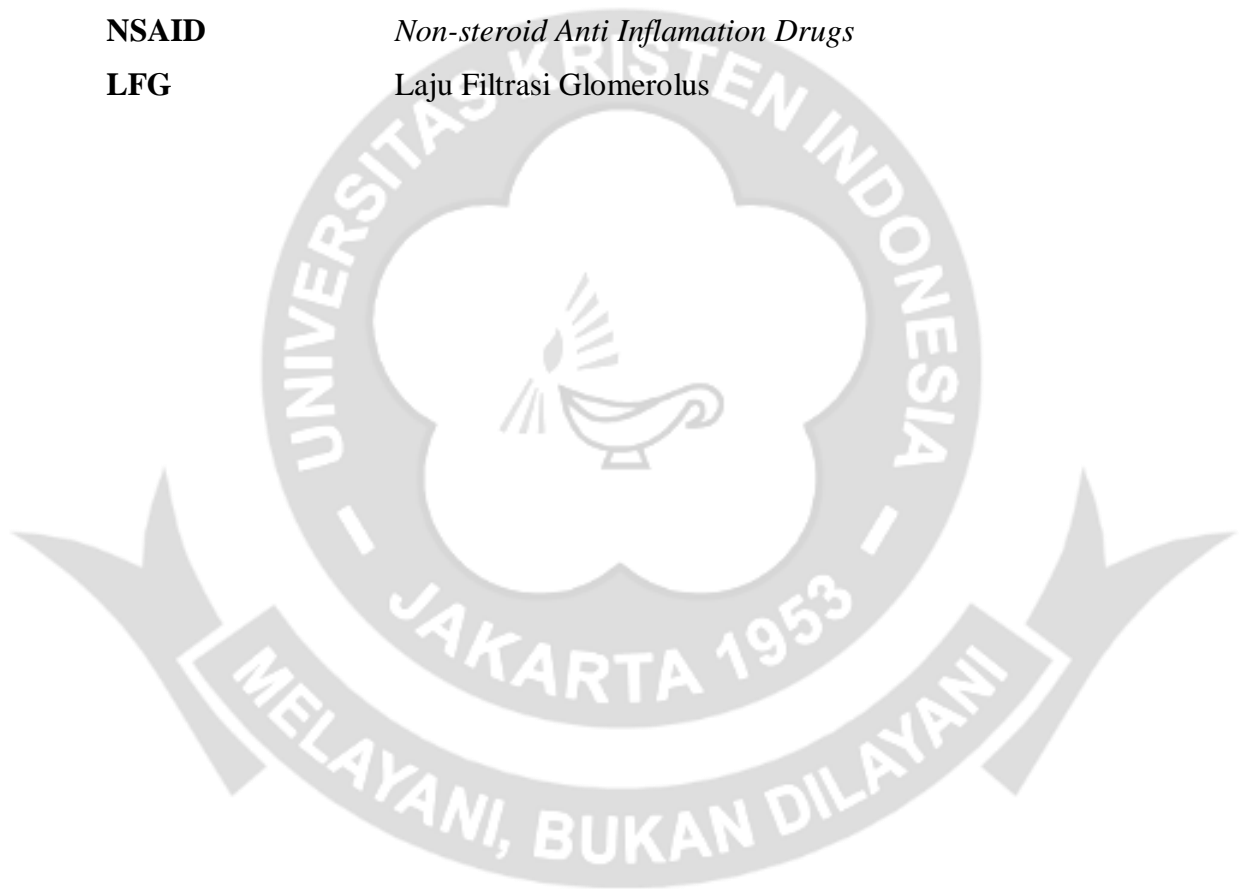 NSAID Non-steroid Anti Inflamation Drugs
LFG Laju Filtrasi Glomerolus
UNIVERSITAS KRISTEN INDONESIA
- JAKARTA 1953 -
MELAYANI, BUKAN DILAYANI